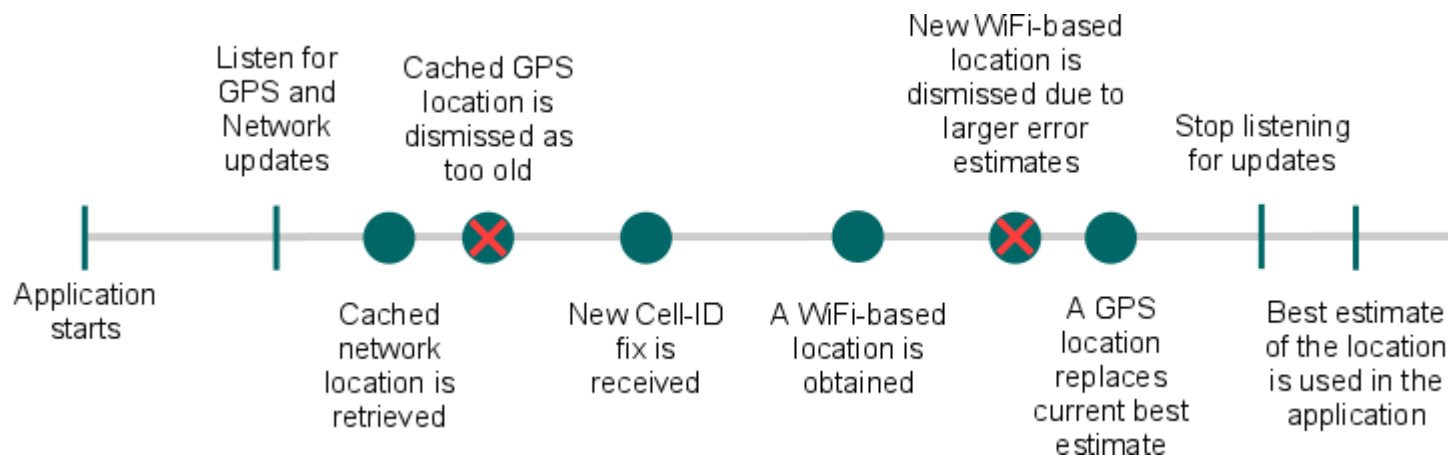 Listen for
GPS and
Network
updates
Cached GPS
location is
dismissed as
too old
New WiFi-based
location is
dismissed due to
larger error
estimates
Stop listening
for updates
Application
starts
Cached
network
location is
retrieved
New Cell-ID
fix is
received
A WiFi-based
location is
obtained
A GPS
location
replaces
current best
estimate
Best estimate
of the location
is used in the
application